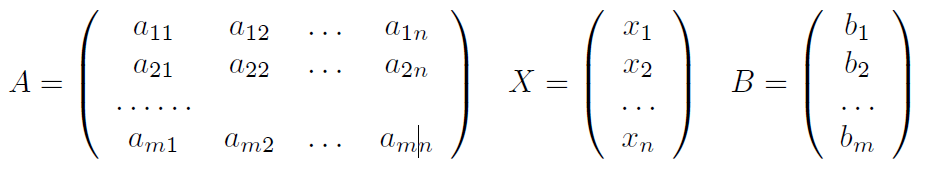 A = ( a11 a12 ... a1n
a21 a22 ... a2n
......
am1 am2 ... amn ) X = ( x1
x2
...
xn ) B = ( b1
b2
...
bm )